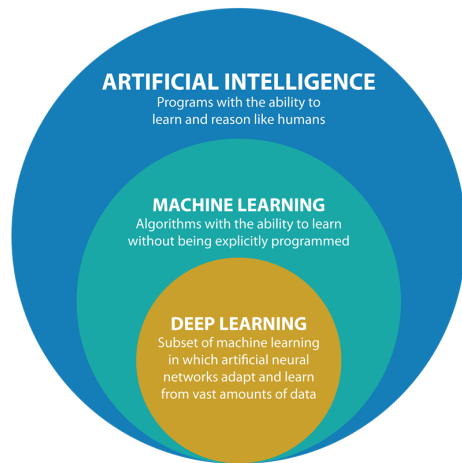 ARTIFICIAL INTELLIGENCE
Programs with the ability to
learn and reason like humans
MACHINE LEARNING
Algorithms with the ability to learn
without being explicitly programmed
DEEP LEARNING
Subset of machine learning
in which artificial neural
networks adapt and learn
from vast amounts of data